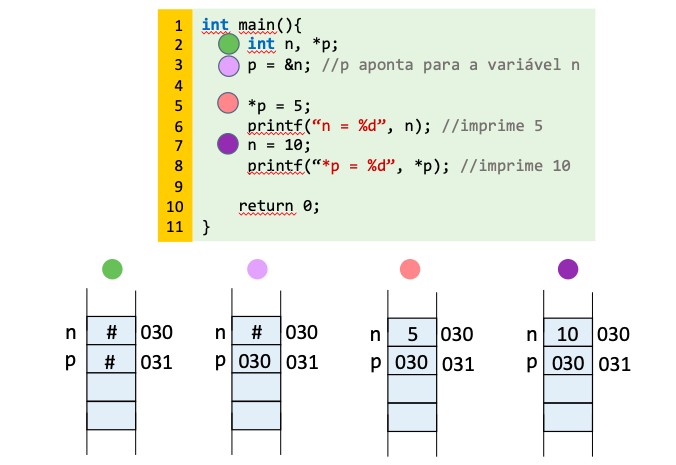 1 int main(){
2 int n, *p;
3 p = &n; //p aponta para a variável n
4
5 *p = 5;
6 printf(“n = %d”, n); //imprime 5
7 n = 10;
8 printf(“*p = %d”, *p); //imprime 10
9
10 return 0;
11 }
n # 030 n # 030 n 5 030 n 10 030
p # 031 p 030 031 p 030 031 p 030 031